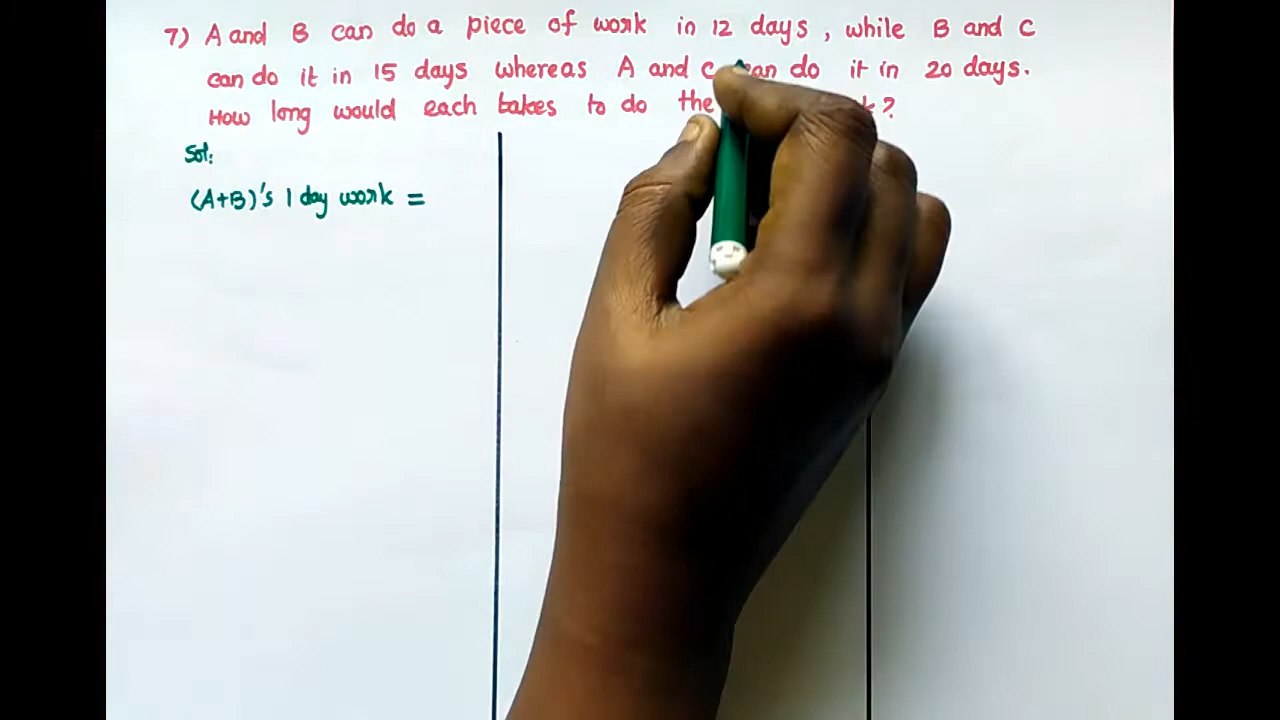 7) A and B can do a piece of work in 12 days, while B and C
can do it in 15 days whereas A and C can do it in 20 days.
How long would each takes to do the ?
Sol:
(A+B)'s 1 day work =